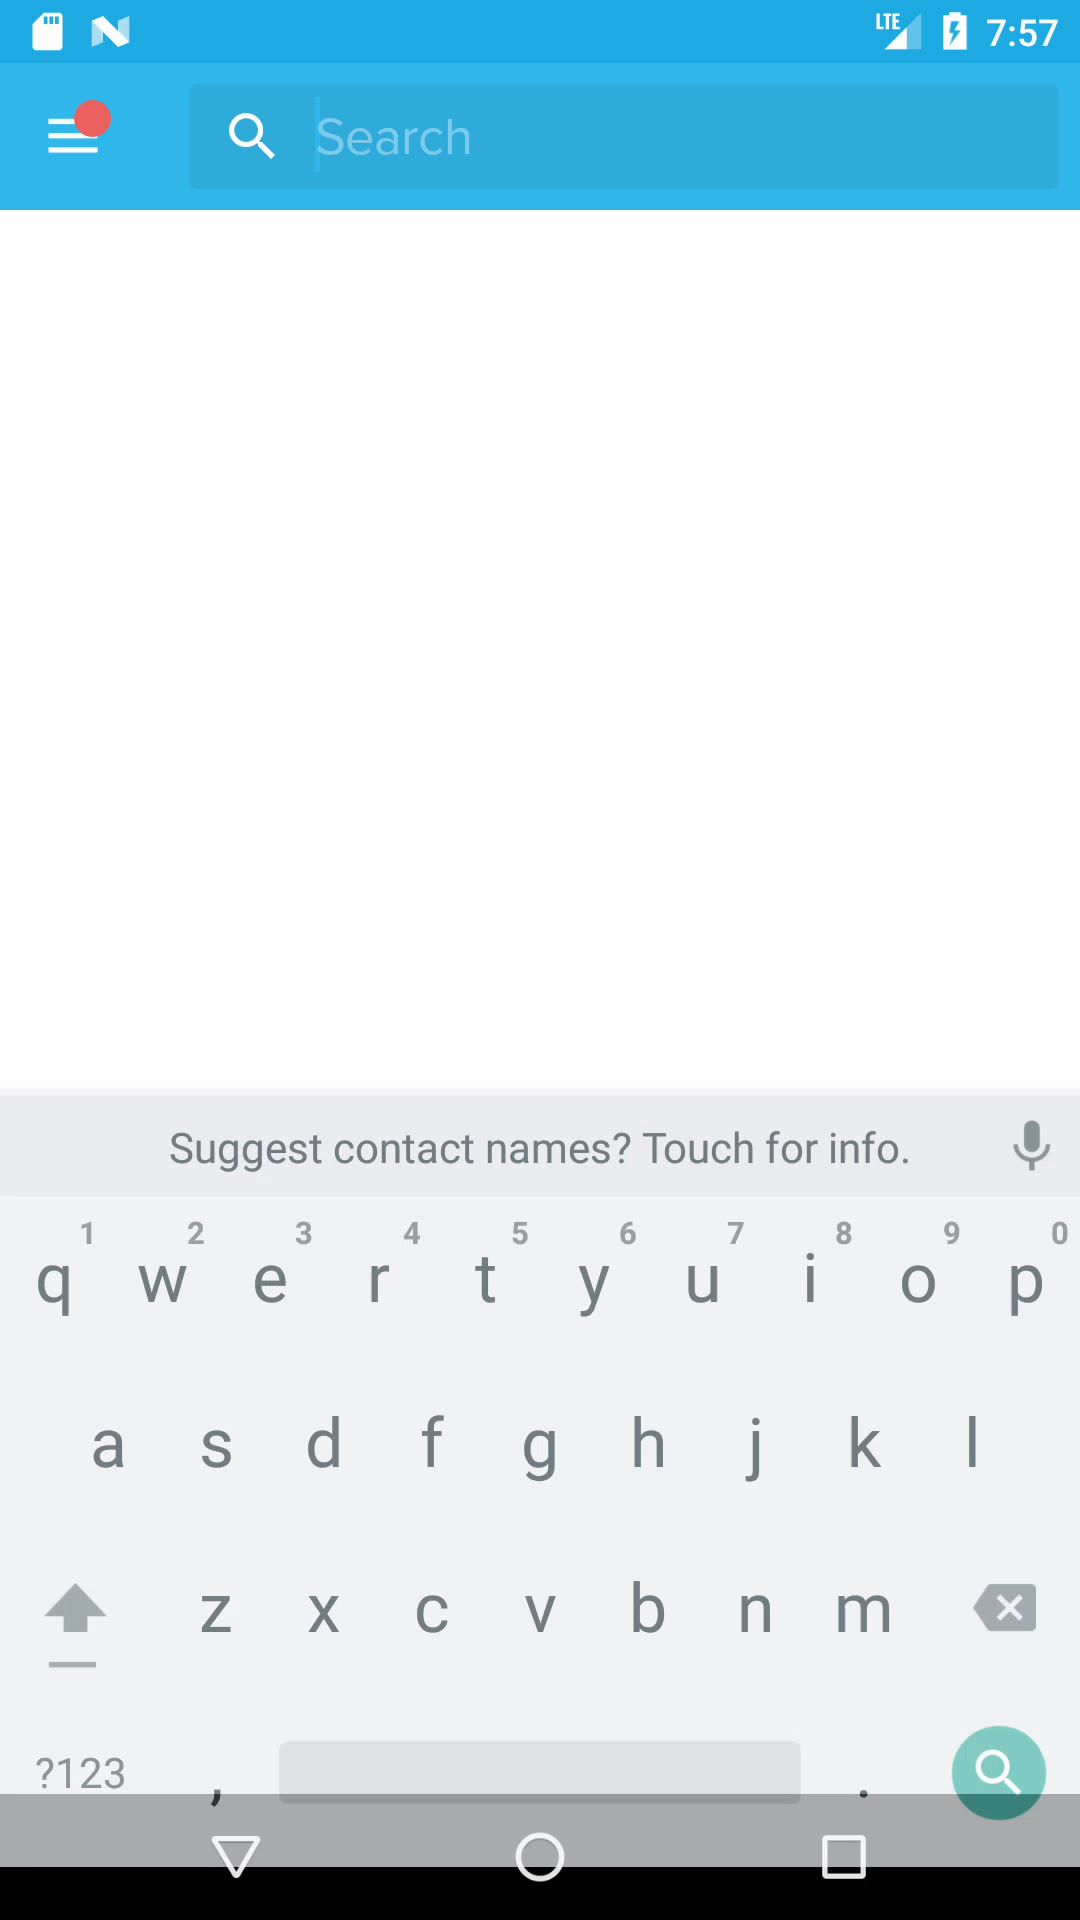 LTE 7:57
Search
Suggest contact names? Touch for info.
1 2 3 4 5 6 7 8 9 0
q w e r t y u i o p
a s d f g h j k l
z x c v b n m
?123 , .